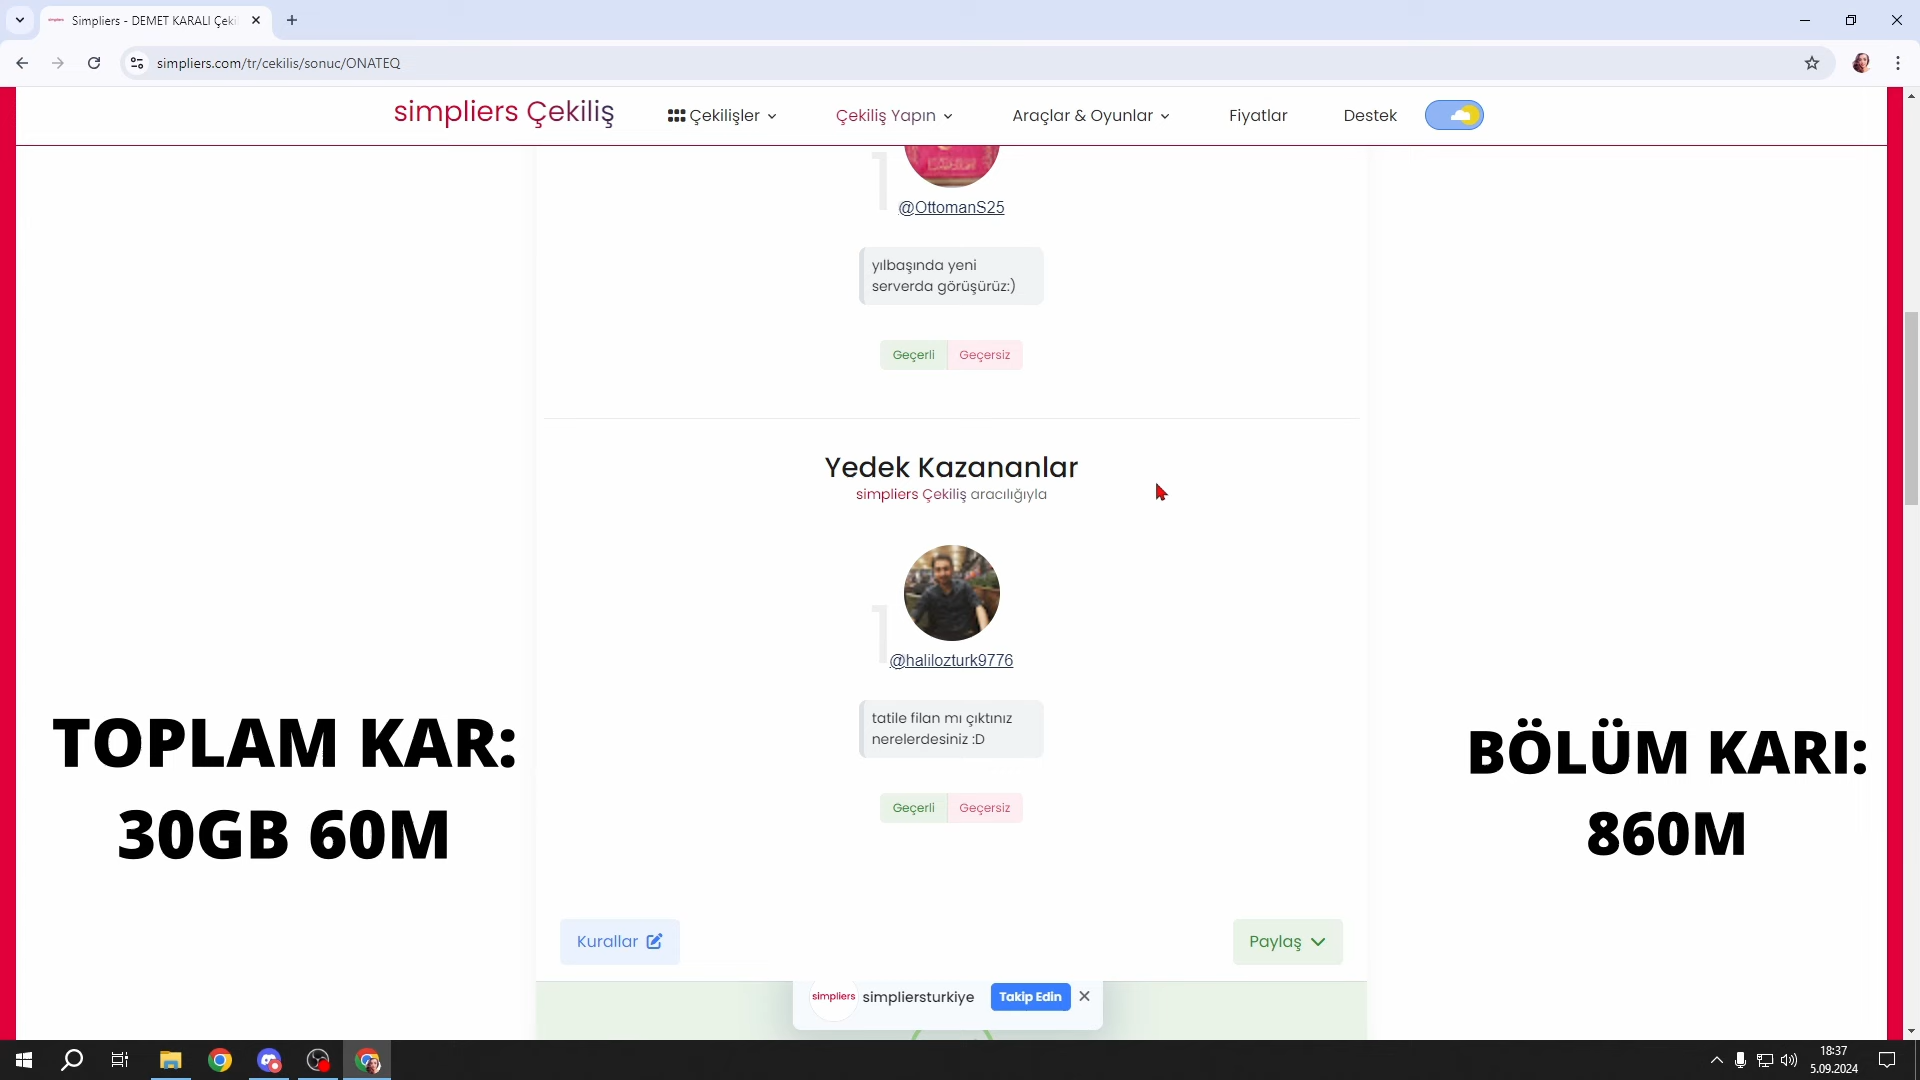 Simpliers - DEMET KARALI Çeki
simpliers.com/tr/cekilis/sonuc/ONATEQ
simpliers Çekiliş
Çekilişler
Çekiliş Yapın
Araçlar & Oyunlar
Fiyatlar
Destek
1
@OttomanS25
yılbaşında yeni
serverda görüşürüz:)
Geçerli
Geçersiz
Yedek Kazananlar
simpliers Çekiliş aracılığıyla
1
@halilozturk9776
tatile filan mı çıktınız
nerelerdesiniz :D
Geçerli
Geçersiz
TOPLAM KAR:
30GB 60M
BÖLÜM KARI:
860M
Kurallar
Paylaş
simpliers
simpliersturkiye
Takip Edin
18:37
5.09.2024